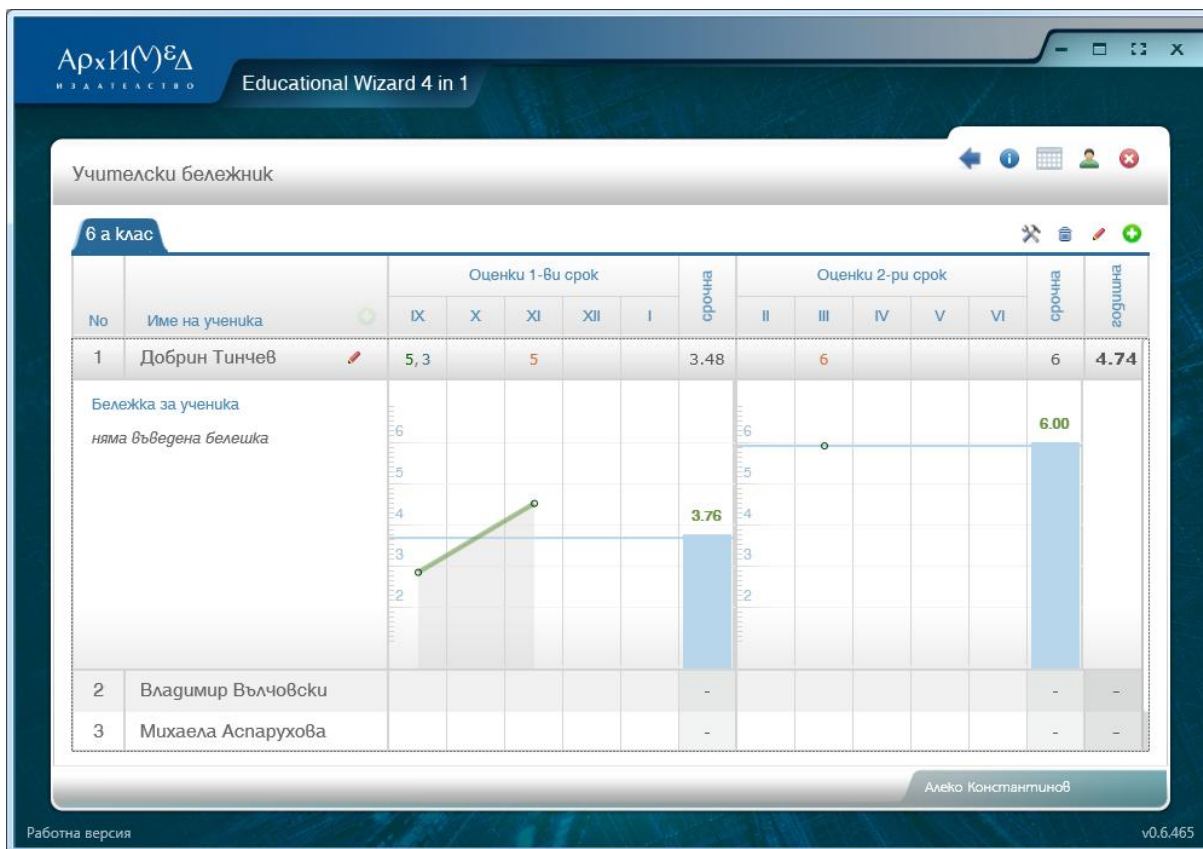 АрхИ(V)εΔ
ИЗДАТЕЛСТВО
Educational Wizard 4 in 1
Учителски бележник
6 а клас
No
Име на ученика
Оценки 1-ви срок
IX X XI XII I
срочна
Оценки 2-ри срок
II III IV V VI
срочна
годишна
1 Добрин Тинчев 5, 3 5 3.48 6 6 4.74
Бележка за ученика
няма въведена белешка
6
5
4
3
2
3.76
6
5
4
3
2
6.00
2 Владимир Вълчовски - - -
3 Михаела Аспарухова - - -
Алеко Константинов
Работна версия
v0.6.465